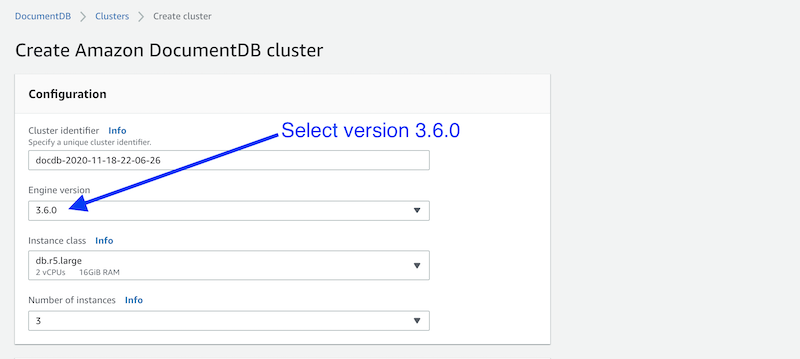 DocumentDB > Clusters > Create cluster
Create Amazon DocumentDB cluster
Configuration
Select version 3.6.0
Cluster identifier Info
Specify a unique cluster identifier.
docdb-2020-11-18-22-06-26
Engine version
3.6.0
Instance class Info
db.r5.large
2 vCPUs 16GiB RAM
Number of instances Info
3